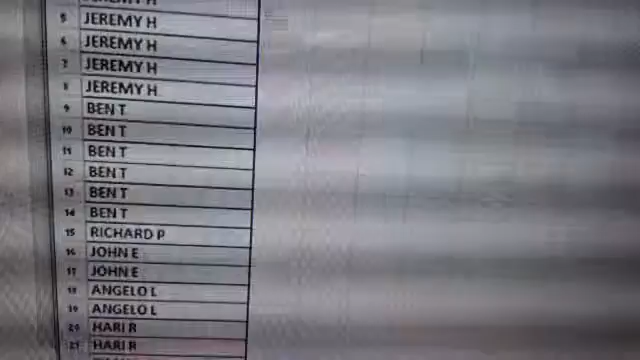 JEREMY H
5 JEREMY H
6 JEREMY H
7 JEREMY H
8 JEREMY H
9 BEN T
10 BEN T
11 BEN T
12 BEN T
13 BEN T
14 BEN T
15 RICHARD P
16 JOHN E
17 JOHN E
18 ANGELO L
19 ANGELO L
20 HARI R
21 HARI R